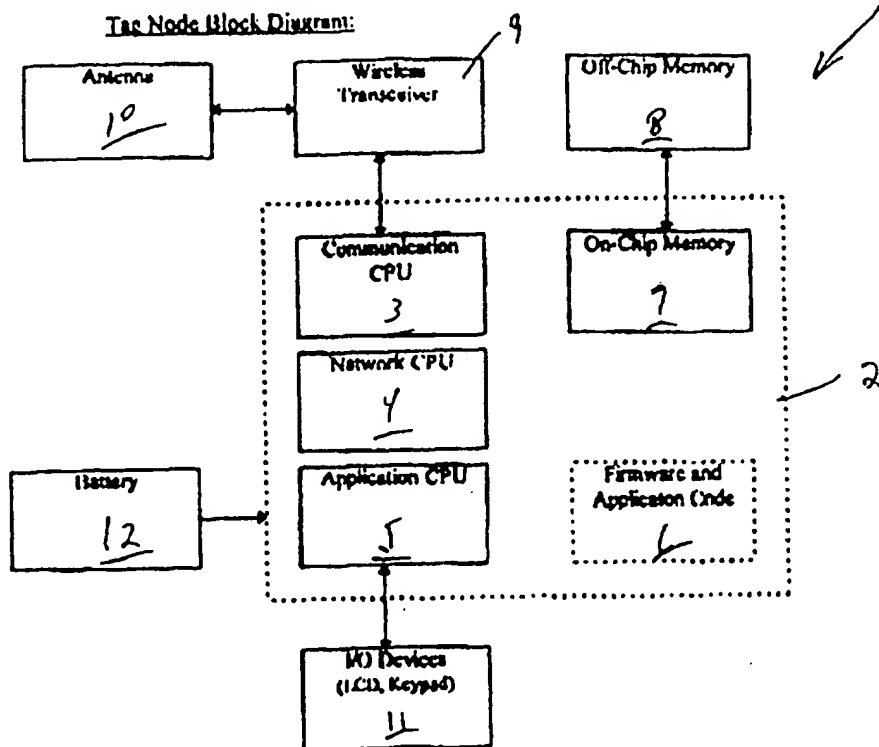 Tag Node Block Diagram:
9
Antenna
10
Wireless
Transceiver
Off-Chip Memory
8
Communication
CPU
3
On-Chip Memory
7
Network CPU
4
2
Battery
12
Application CPU
5
Firmware and
Applicaton Code
6
I/O Devices
(LCD, Keypad)
11